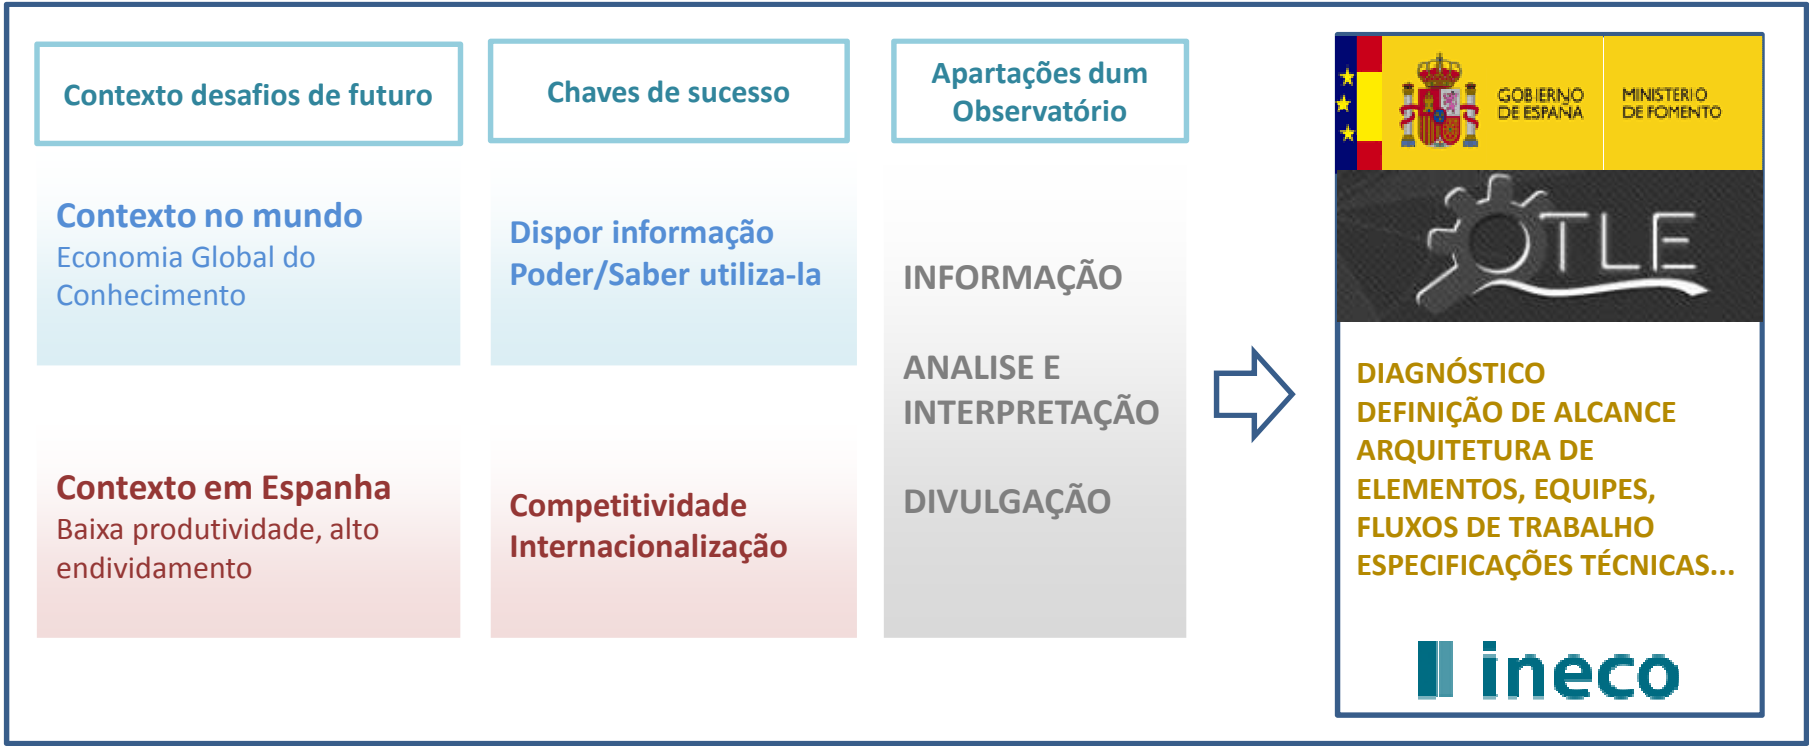 Contexto desafios de futuro
Contexto no mundo
Economia Global do
Conhecimento
Contexto em Espanha
Baixa produtividade, alto
endividamento
Chaves de sucesso
Dispor informação
Poder/Saber utiliza-la
Competitividade
Internacionalização
Apartações dum
Observatório
INFORMAÇÃO
ANALISE E
INTERPRETAÇÃO
DIVULGAÇÃO
GOBIERNO
DE ESPAÑA
MINISTERIO
DE FOMENTO
OTLE
DIAGNÓSTICO
DEFINIÇÃO DE ALCANCE
ARQUITETURA DE
ELEMENTOS, EQUIPES,
FLUXOS DE TRABALHO
ESPECIFICAÇÕES TÉCNICAS...
ineco